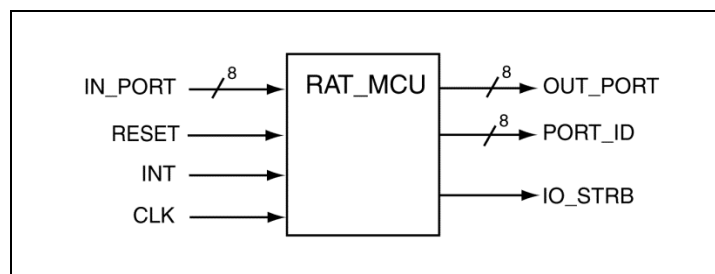 8 8
IN_PORT RAT_MCU OUT_PORT
8
RESET PORT_ID
INT
IO_STRB
CLK